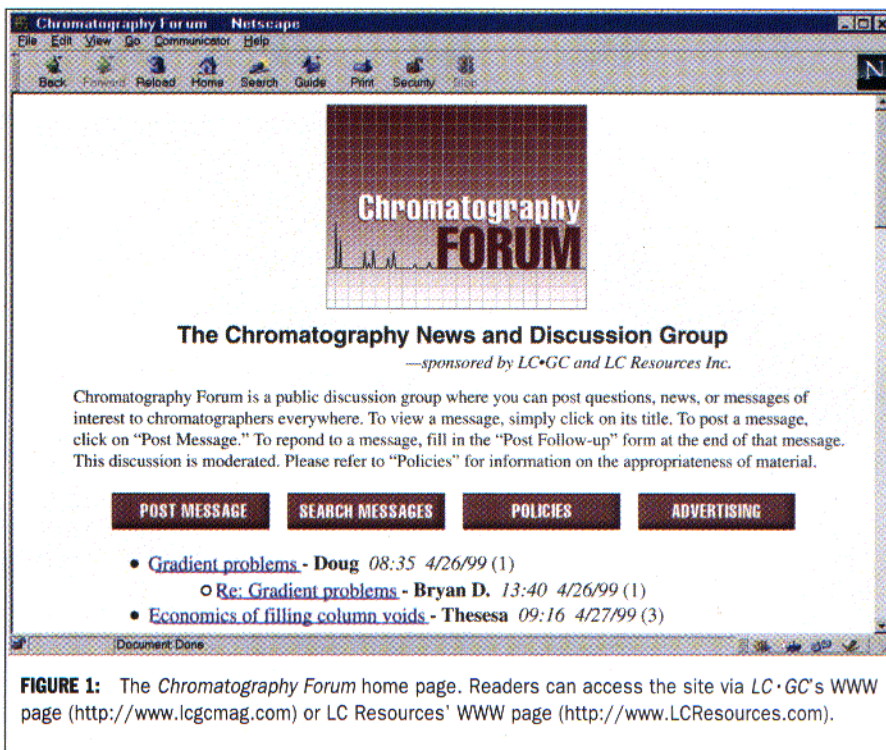 Chromatography Forum Netscape
File Edit View Go Communicator Help
Back Forward Reload Home Search Guide Print Security Stop
N
Chromatography
FORUM
The Chromatography News and Discussion Group
—sponsored by LC•GC and LC Resources Inc.
Chromatography Forum is a public discussion group where you can post questions, news, or messages of
interest to chromatographers everywhere. To view a message, simply click on its title. To post a message,
click on “Post Message.” To repond to a message, fill in the “Post Follow-up” form at the end of that message.
This discussion is moderated. Please refer to “Policies” for information on the appropriateness of material.
POST MESSAGE SEARCH MESSAGES POLICIES ADVERTISING
• Gradient problems - Doug 08:35 4/26/99 (1)
○ Re: Gradient problems - Bryan D. 13:40 4/26/99 (1)
• Economics of filling column voids - Thesesa 09:16 4/27/99 (3)
Document: Done
FIGURE 1: The Chromatography Forum home page. Readers can access the site via LC·GC's WWW
page (http://www.lcgcmag.com) or LC Resources' WWW page (http://www.LCResources.com).